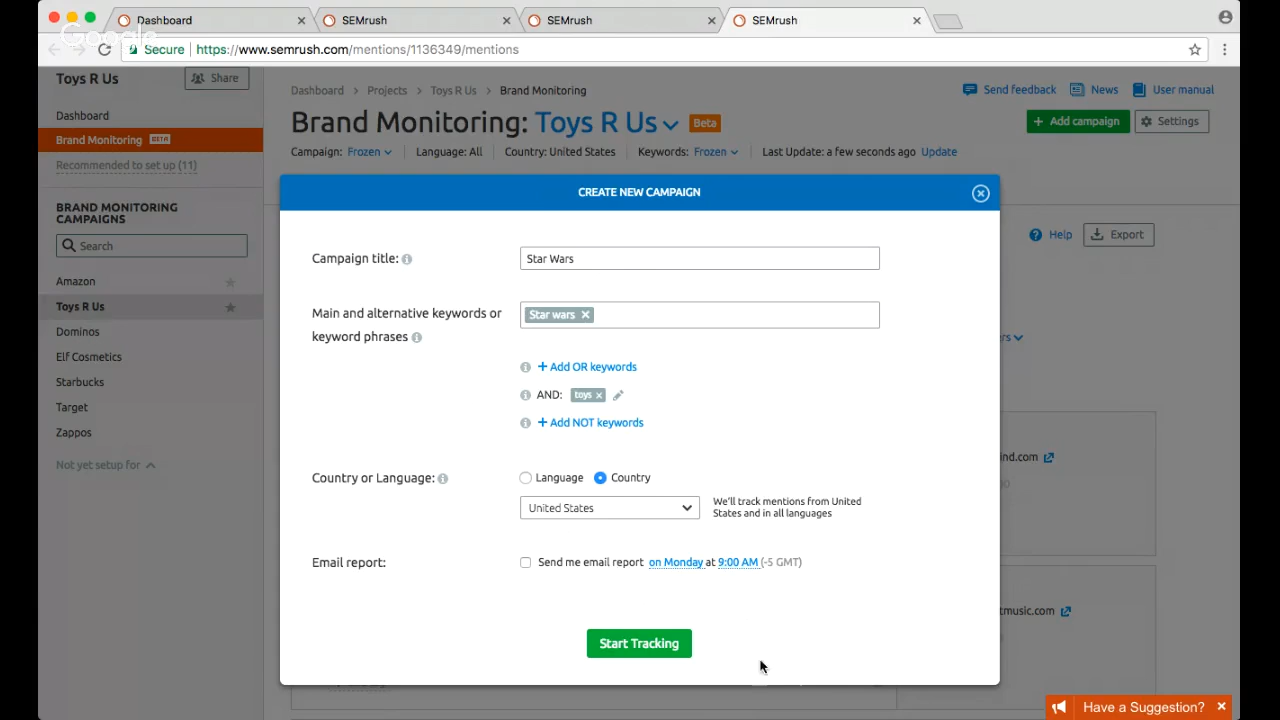 Dashboard
SEMrush
SEMrush
SEMrush
Google
Secure
https://www.semrush.com/mentions/1136349/mentions
Toys R Us
Share
Dashboard
Brand Monitoring BETA
Recommended to set up (11)
BRAND MONITORING
CAMPAIGNS
Search
Amazon
Toys R Us
Dominos
Elf Cosmetics
Starbucks
Target
Zappos
Not yet setup for
Dashboard > Projects > Toys R Us > Brand Monitoring
Send feedback
News
User manual
Brand Monitoring: Toys R Us Beta
+ Add campaign
Settings
Campaign: Frozen
Language: All
Country: United States
Keywords: Frozen
Last Update: a few seconds ago Update
CREATE NEW CAMPAIGN
Help
Export
Campaign title:
Star Wars
Main and alternative keywords or
keyword phrases
Star wars ×
+ Add OR keywords
AND: toys ×
+ Add NOT keywords
Country or Language:
Language
Country
United States
We'll track mentions from United
States and in all languages
Email report:
Send me email report on Monday at 9:00 AM (-5 GMT)
Start Tracking
rs
ind.com
tmusic.com
Have a Suggestion? ×